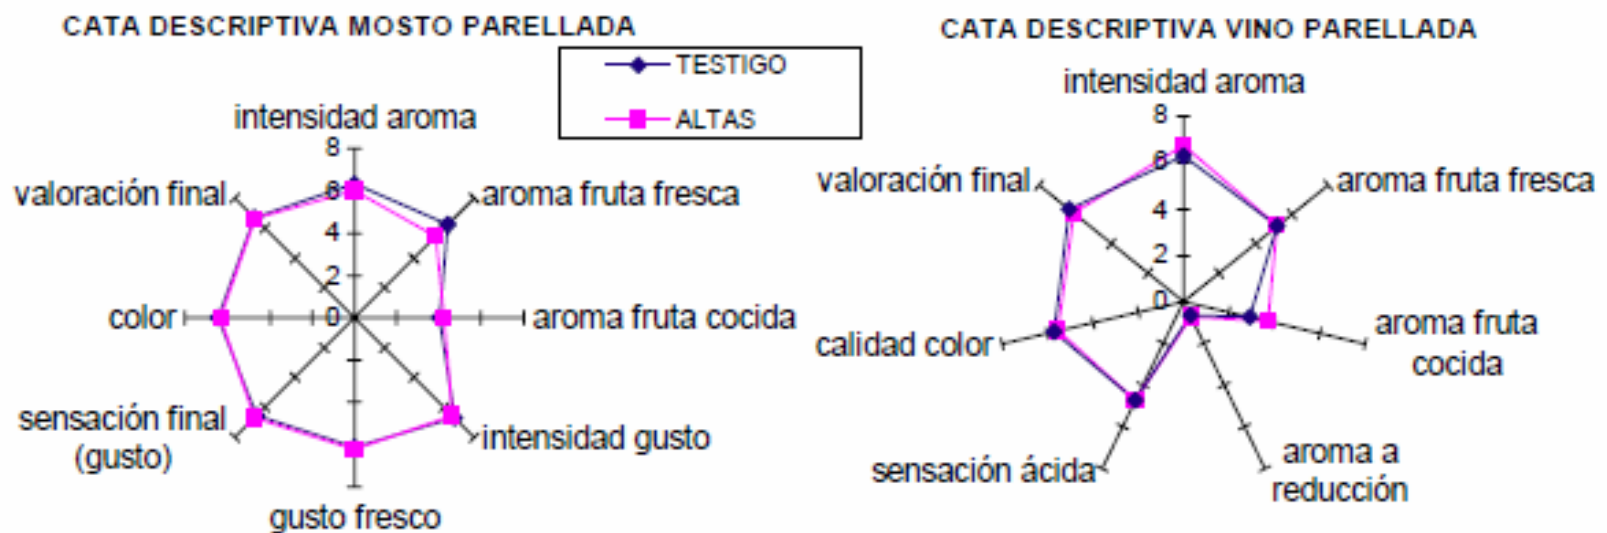 CATA DESCRIPTIVA MOSTO PARELLADA
TESTIGO
ALTAS
intensidad aroma
8
6
4
2
0
aroma fruta fresca
aroma fruta cocida
intensidad gusto
gusto fresco
sensación final
(gusto)
color
valoración final
CATA DESCRIPTIVA VINO PARELLADA
intensidad aroma
8
6
4
2
0
aroma fruta fresca
aroma fruta
cocida
aroma a
reducción
sensación ácida
calidad color
valoración final